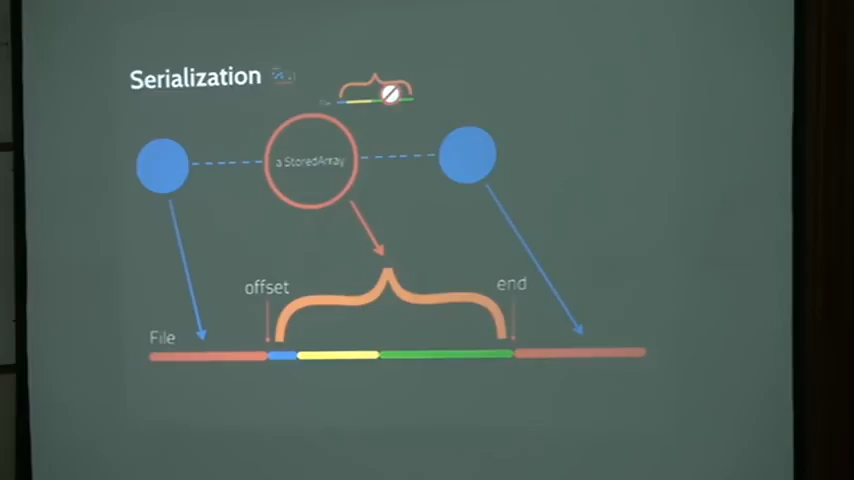 Serialization
a StoredArray
offset
end
File